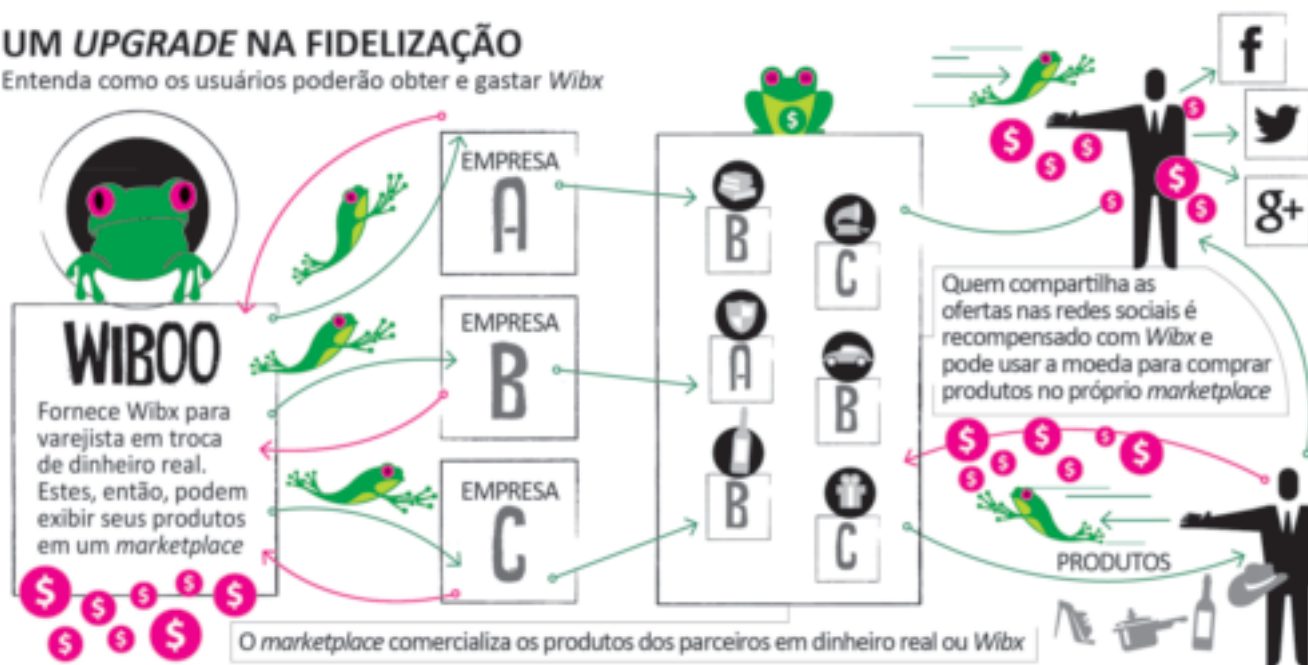 UM UPGRADE NA FIDELIZAÇÃO
Entenda como os usuários poderão obter e gastar Wibx
WIBOO
Fornece Wibx para
varejista em troca
de dinheiro real.
Estes, então, podem
exibir seus produtos
em um marketplace
EMPRESA
A
EMPRESA
B
EMPRESA
C
$
B
C
A
B
B
C
f
g+
Quem compartilha as
ofertas nas redes sociais é
recompensado com Wibx e
pode usar a moeda para comprar
produtos no próprio marketplace
PRODUTOS
O marketplace comercializa os produtos dos parceiros em dinheiro real ou Wibx